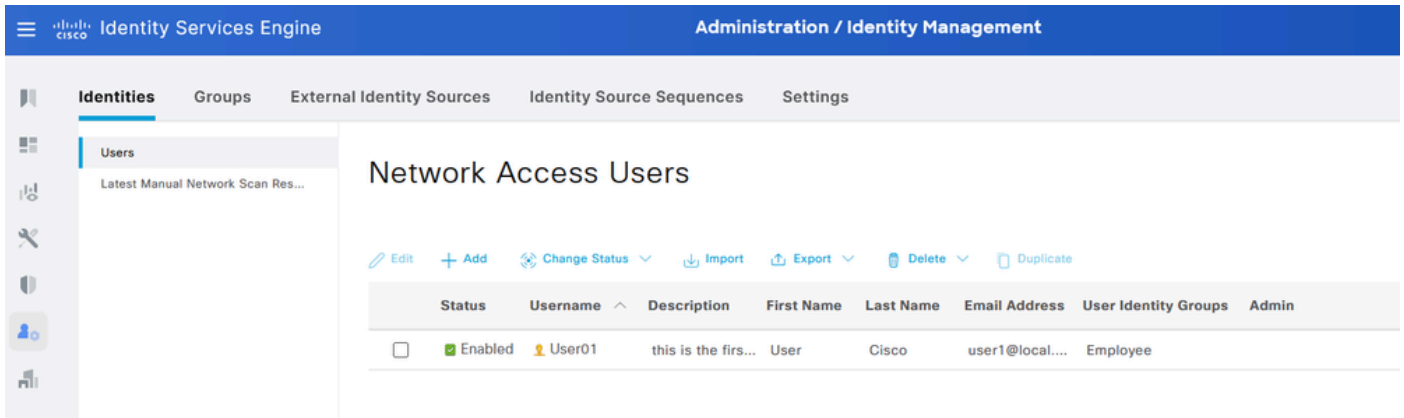 cisco Identity Services Engine
Administration / Identity Management
Identities Groups External Identity Sources Identity Source Sequences Settings
Users
Latest Manual Network Scan Res...
Network Access Users
Edit Add Change Status Import Export Delete Duplicate
Status Username Description First Name Last Name Email Address User Identity Groups Admin
Enabled User01 this is the firs... User Cisco user1@local.... Employee